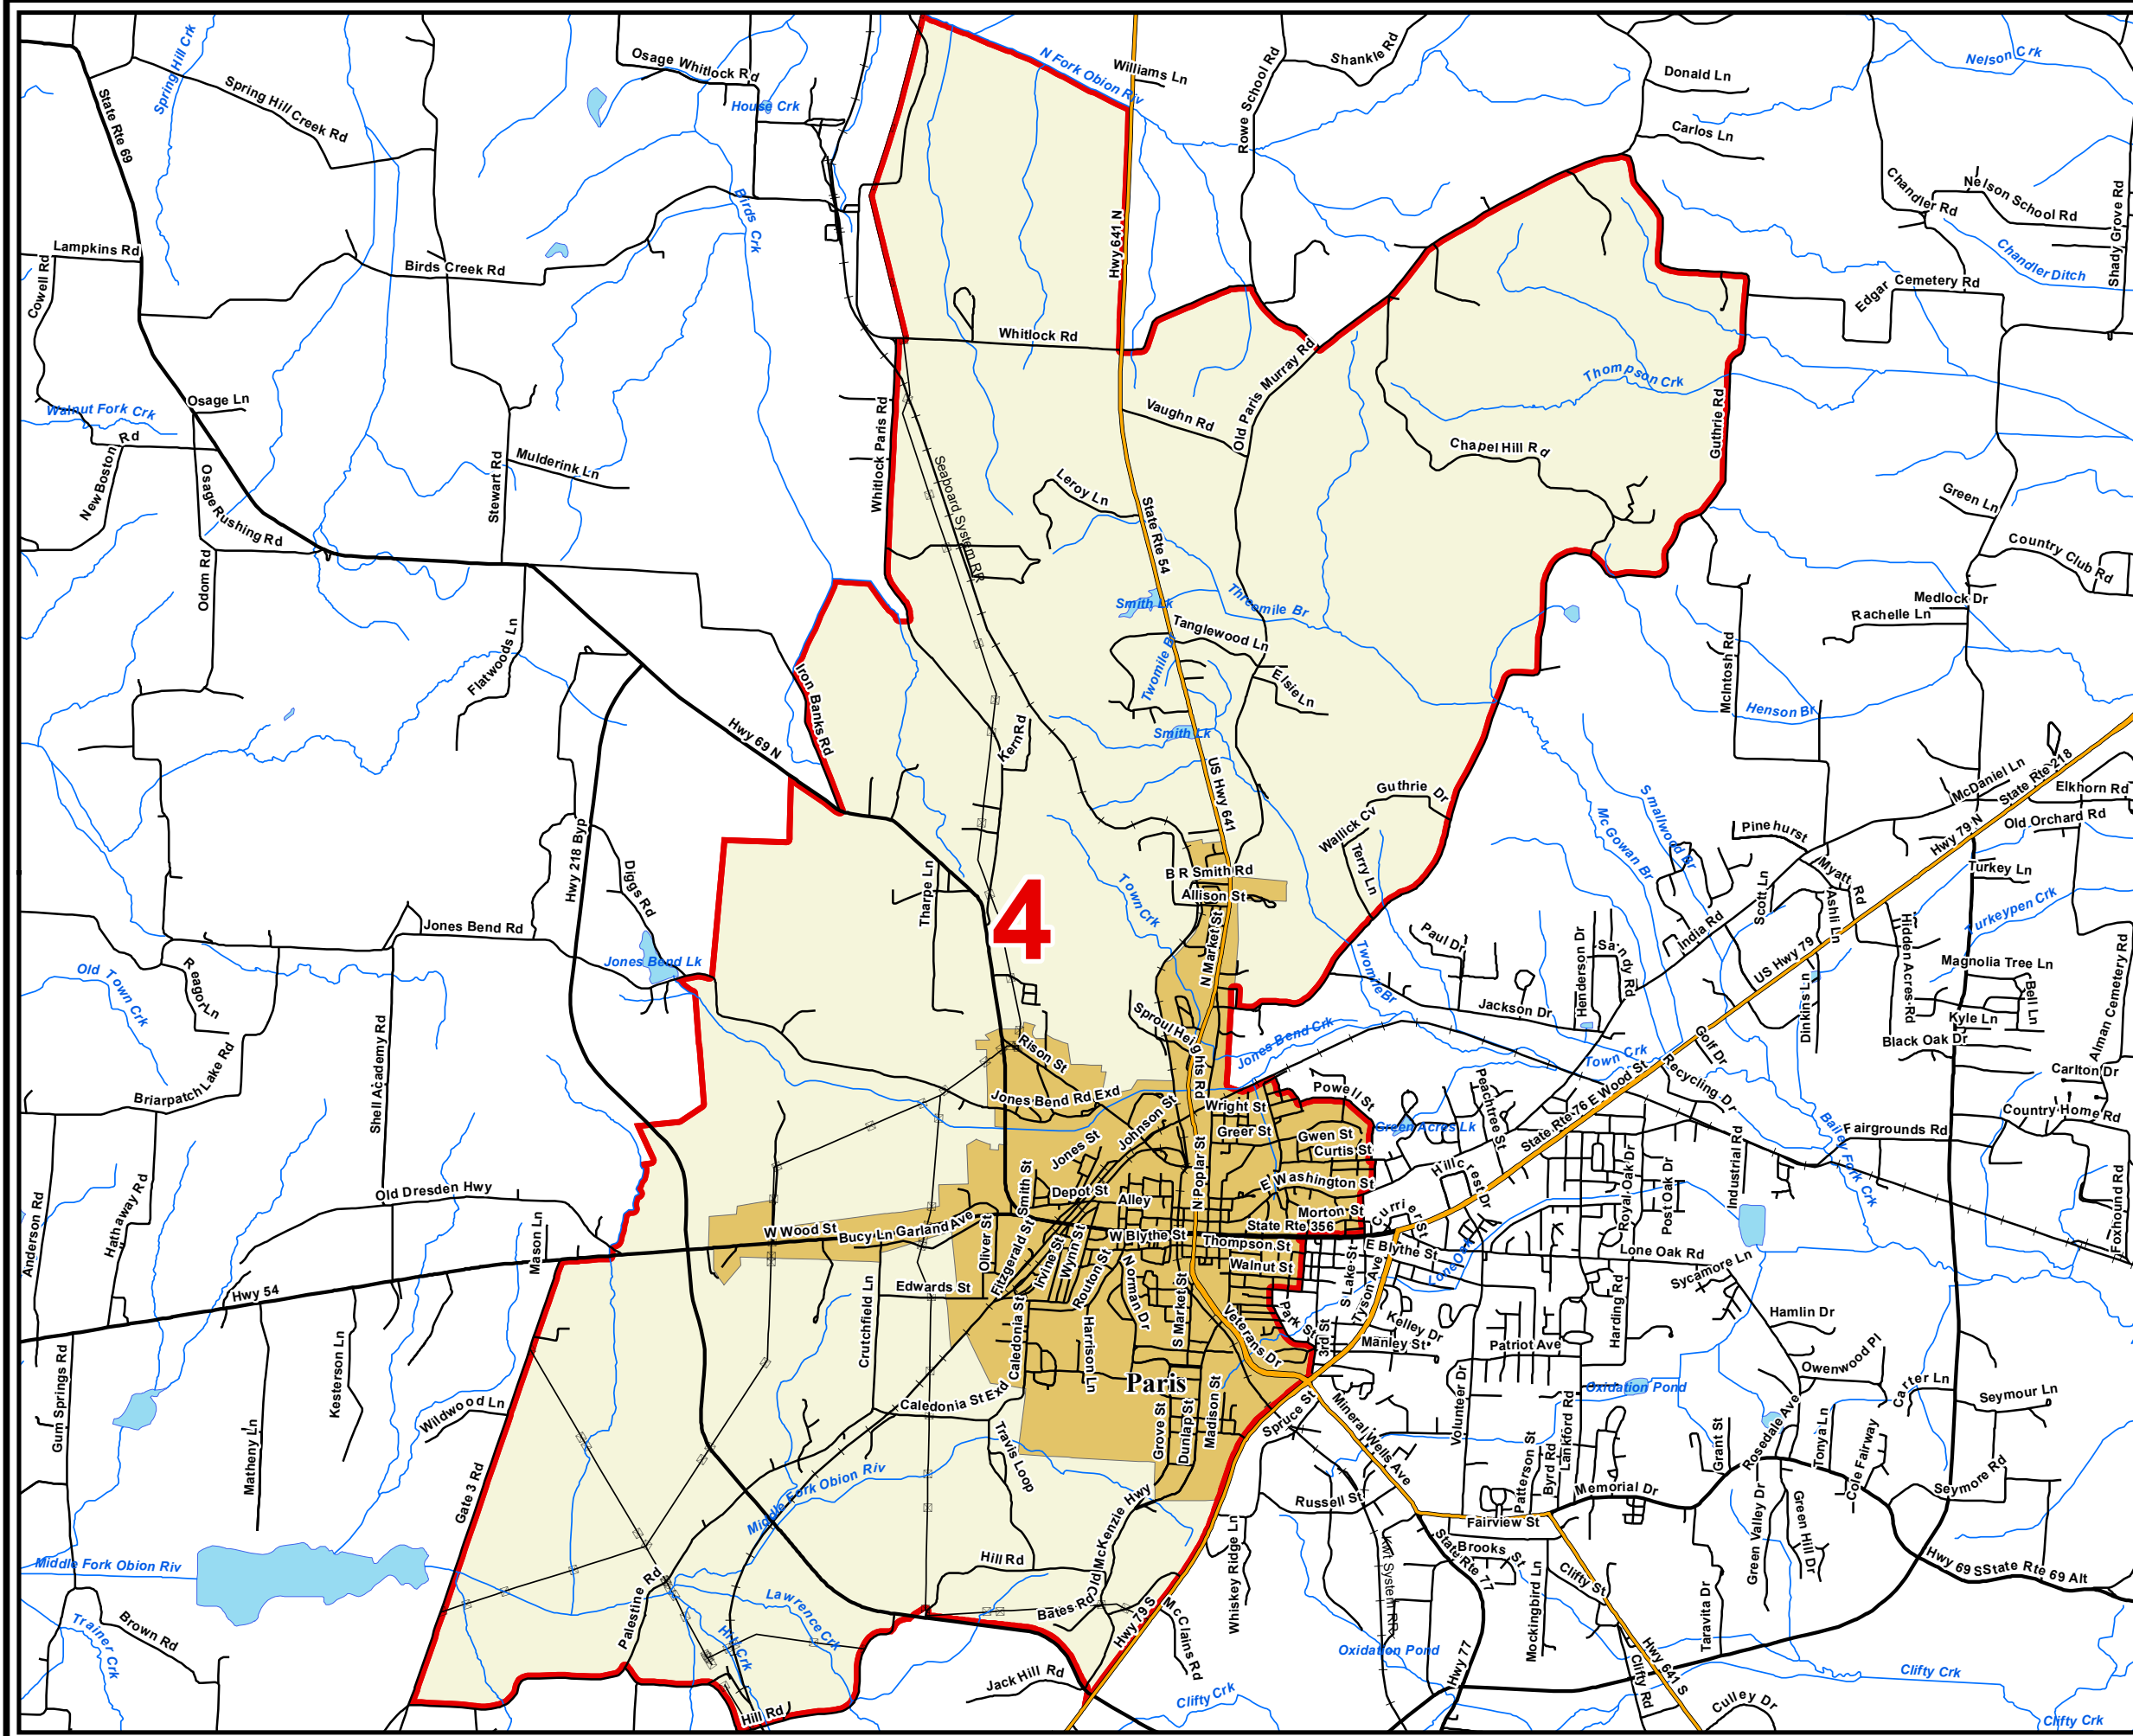 Spring Hill Crk
State Rte 69
Spring Hill Creek Rd
Osage Whitlock Rd
House Crk
N Fork Obion Riv
Williams Ln
Rowe School Rd
Shankle Rd
Donald Ln
Nelson Crk
Carlos Ln
Chandler Rd
Nelson School Rd
Shady Grove Rd
Chandler Ditch
Birds Crk
Hwy 641 N
Lampkins Rd
Cowell Rd
Birds Creek Rd
Edgar
Cemetery Rd
Whitlock Rd
Old Paris Murray Rd
Thompson Crk
Guthrie Rd
Osage Ln
Walnut Fork Crk
Rd
New Boston
Osage Rushing Rd
Stewart Rd
Mulderink Ln
Whitlock Paris Rd
Seaboard System RR
Vaughn Rd
Chapel Hill Rd
Leroy Ln
State Rte 54
Green Ln
Country Club Rd
Odom Rd
Medlock Dr
Rachelle Ln
Smith Lk
Threemile Br
Tanglewood Ln
Twomile Br
Elsie Ln
McIntosh Rd
Henson Br
Flatwoods Ln
Iron Banks Rd
Hwy 69 N
Kern Rd
Smith Lk
US Hwy 641
Guthrie Dr
Wallick Cv
Terry Ln
McGowan Br
Smallwood Br
Pinehurst
McDaniel Ln
State Rte 218
Elkhorn Rd
Old Orchard Rd
Hwy 79 N
Turkey Ln
Hwy 218 Byp
Diggs Rd
Tharpe Ln
4
Town Crk
B R Smith Rd
Allison St
N Market St
Myatt Rd
Scott Ln
Ashli Ln
India Rd
Hidden Acres Rd
Turkeypen Crk
Jones Bend Rd
Jones Bend Lk
Paul Dr
Twomile Br
Henderson Dr
Sandy Rd
US Hwy 79
Magnolia Tree Ln
Bell Ln
Kyle Ln
Black Oak Dr
Alman Cemetery Rd
Old Town Crk
Reagor Ln
Jackson Dr
Dinkins Ln
Golf Dr
Shell Academy Rd
Briarpatch Lake Rd
Sproul Heights Rd
Jones Bend Crk
Rison St
Jones Bend Rd Exd
Town Crk
Recycling Dr
Carlton Dr
Country Home Rd
Fairgrounds Rd
Wright St
Powell St
Green Acres Lk
Peachtree St
State Rte 76
E Wood St
Bailey Fork Crk
Johnson St
Greer St
Gwen St
Curtis St
Jones St
N Poplar St
E Washington St
Hillcrest Dr
Royal Oak Dr
Post Oak Dr
Industrial Rd
Foxhound Rd
Anderson Rd
Hathaway Rd
Old Dresden Hwy
Mason Ln
Smith St
Depot St
Alley
Morton St
State Rte 356
Currier St
W Wood St
Bucy Ln
Garland Ave
Oliver St
Fitzgerald St
Irvine St
Wynn St
Routon St
W Blythe St
Thompson St
Walnut St
E Blythe St
Lone Oak
Lone Oak Rd
Sycamore Ln
Hwy 54
Edwards St
Crutchfield Ln
Caledonia St
Harrison Ln
Norman Dr
S Market St
Veterans Dr
Park St
3rd St
S Lake St
Tyson Ave
Kelley Dr
Manley St
Patriot Ave
Harding Rd
Hamlin Dr
Owenwood Pl
Carter Ln
Seymour Ln
Gum Springs Rd
Kesterson Ln
Matheny Ln
Wildwood Ln
Paris
Caledonia St Exd
Oxidation Pond
Grove St
Dunlap St
Madison St
Spruce St
Mineral Wells Ave
Volunteer Dr
Lankford Rd
Patterson St
Byrd Rd
Grant St
Rosedale Ave
Tonya Ln
Cole Fairway
Seymore Rd
Gate 3 Rd
Travis Loop
Middle Fork Obion Riv
Russell St
Memorial Dr
Fairview St
Green Valley Dr
Green Hill Dr
Middle Fork Obion Riv
Hill Rd
Old McKenzie Hwy
Whiskey Ridge Ln
Kwt System RR
State Rte 77
Brooks St
Clifty St
Hwy 69 S
State Rte 69 Alt
Trainer Crk
Brown Rd
Palestine Rd
Hill Crk
Lawrence Crk
Bates Rd
Hwy 79 S
McClains Rd
Oxidation Pond
Mockingbird Ln
Taravita Dr
Jack Hill Rd
Hwy 77
Clifty Rd
Hwy 641 S
Clifty Crk
Hill Rd
Clifty Crk
Culley Dr
Clifty Crk